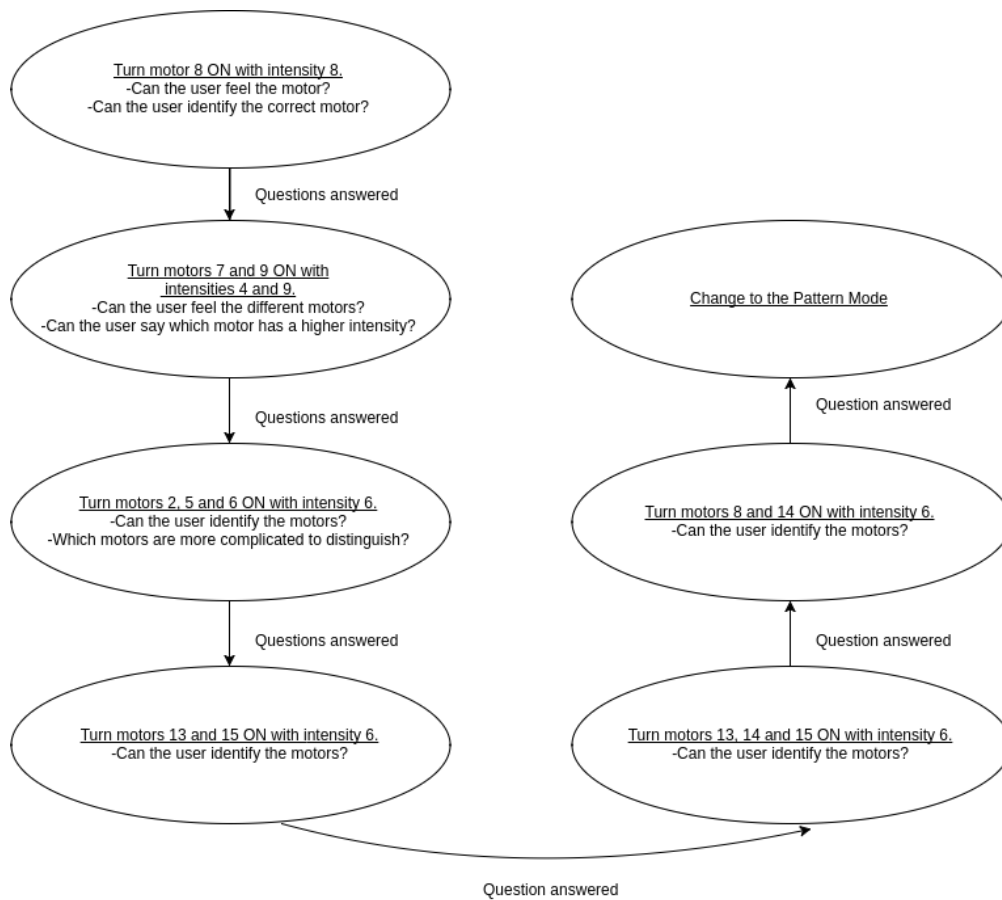 Turn motor 8 ON with intensity 8.
-Can the user feel the motor?
-Can the user identify the correct motor?
Questions answered
Turn motors 7 and 9 ON with
intensities 4 and 9.
-Can the user feel the different motors?
-Can the user say which motor has a higher intensity?
Questions answered
Turn motors 2, 5 and 6 ON with intensity 6.
-Can the user identify the motors?
-Which motors are more complicated to distinguish?
Questions answered
Turn motors 13 and 15 ON with intensity 6.
-Can the user identify the motors?
Question answered
Turn motors 13, 14 and 15 ON with intensity 6.
-Can the user identify the motors?
Question answered
Turn motors 8 and 14 ON with intensity 6.
-Can the user identify the motors?
Question answered
Change to the Pattern Mode